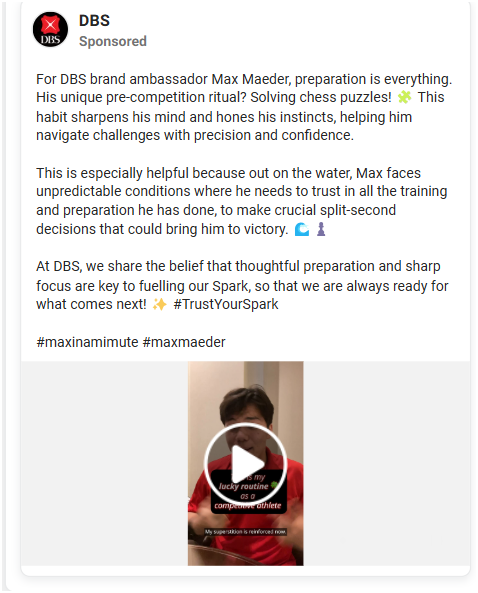 DBS
DBS
Sponsored
For DBS brand ambassador Max Maeder, preparation is everything.
His unique pre-competition ritual? Solving chess puzzles! 🧩 This
habit sharpens his mind and hones his instincts, helping him
navigate challenges with precision and confidence.
This is especially helpful because out on the water, Max faces
unpredictable conditions where he needs to trust in all the training
and preparation he has done, to make crucial split-second
decisions that could bring him to victory. 🌊 ♟️
At DBS, we share the belief that thoughtful preparation and sharp
focus are key to fuelling our Spark, so that we are always ready for
what comes next! ✨ #TrustYourSpark
#maxinamimute #maxmaeder
is my
lucky routine
as a
competitive athlete
My superstition is reinforced now.